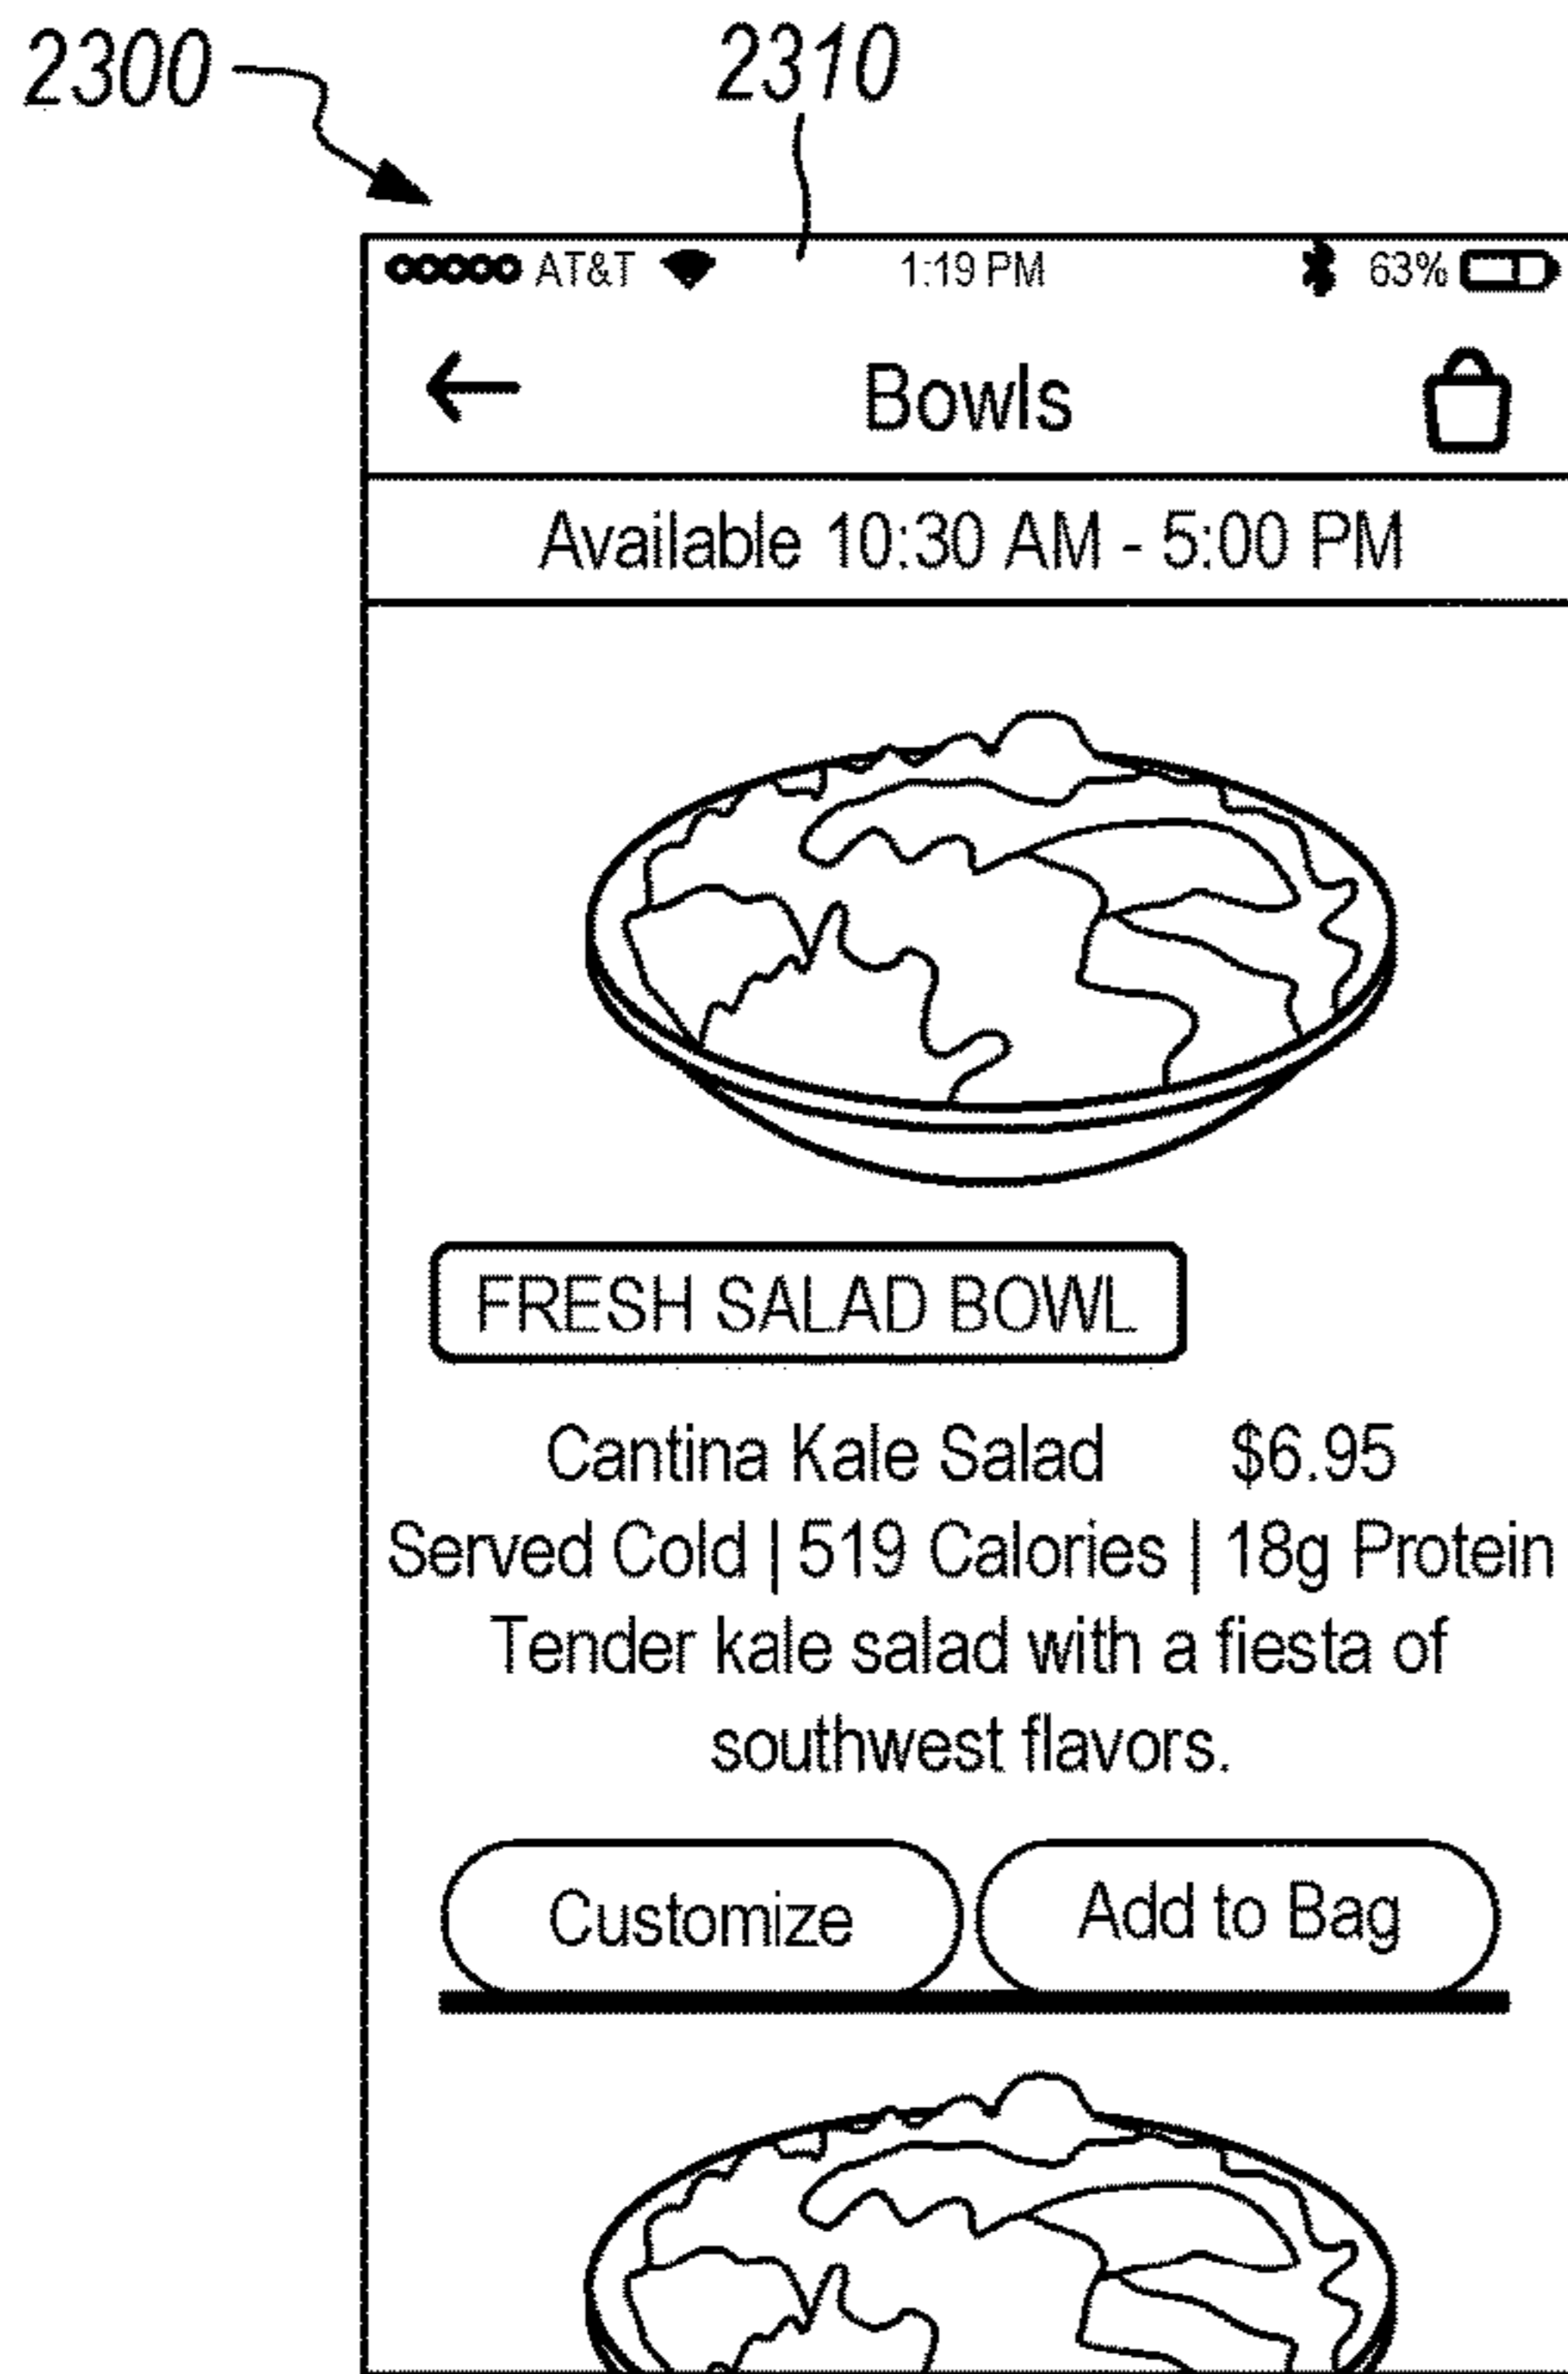 2300
2310
AT&T 1:19 PM 63%
Bowls
Available 10:30 AM - 5:00 PM
FRESH SALAD BOWL
Cantina Kale Salad $6.95
Served Cold | 519 Calories | 18g Protein
Tender kale salad with a fiesta of
southwest flavors.
Customize
Add to Bag